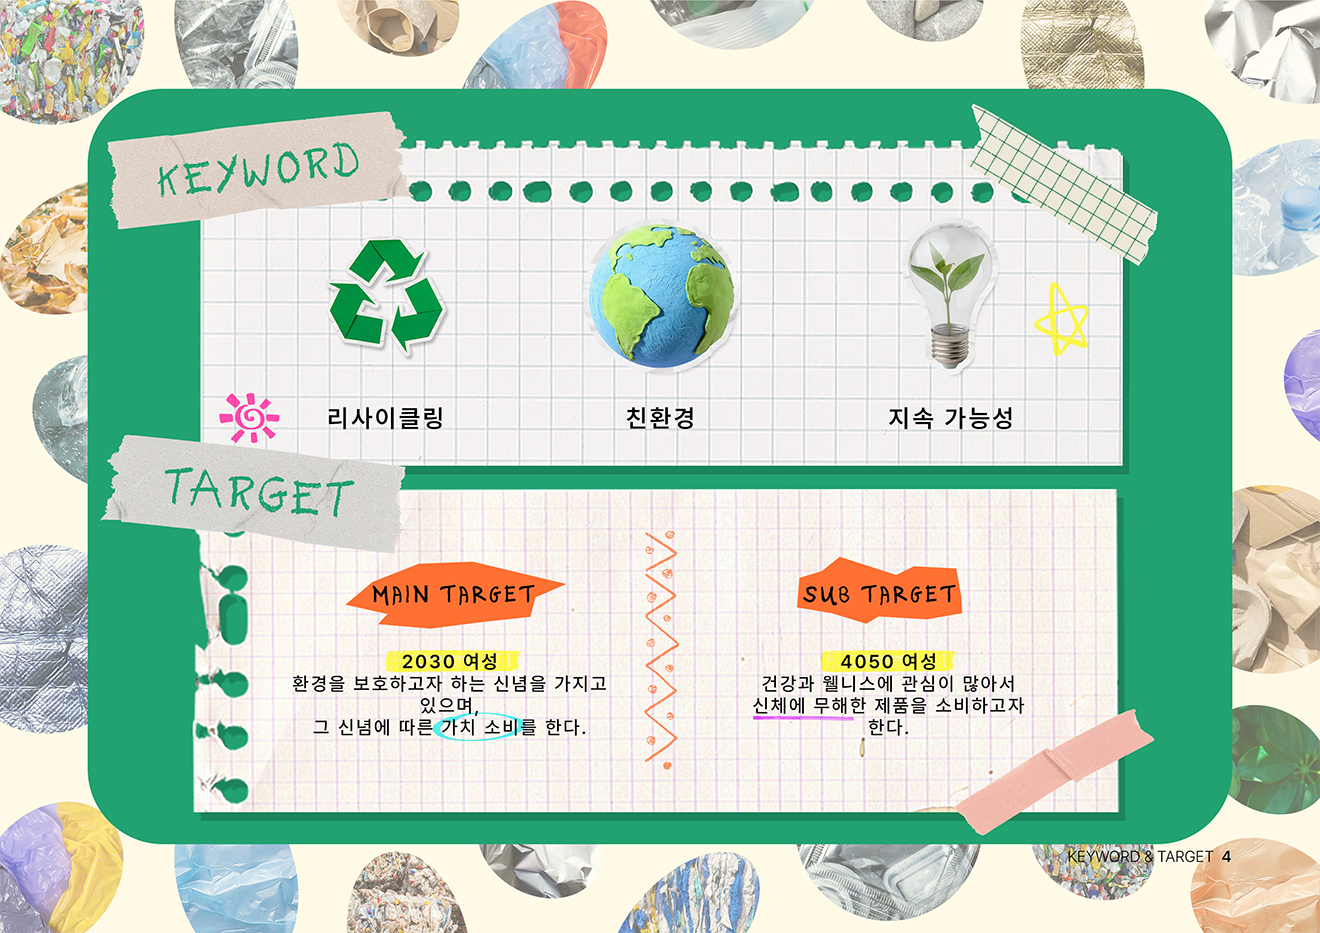 KEYWORD
리사이클링
친환경
지속 가능성
TARGET
MAIN TARGET
2030 여성
환경을 보호하고자 하는 신념을 가지고
있으며,
그 신념에 따른 가치 소비를 한다.
SUB TARGET
4050 여성
건강과 웰니스에 관심이 많아서
신체에 무해한 제품을 소비하고자
한다.
KEYWORD & TARGET 4